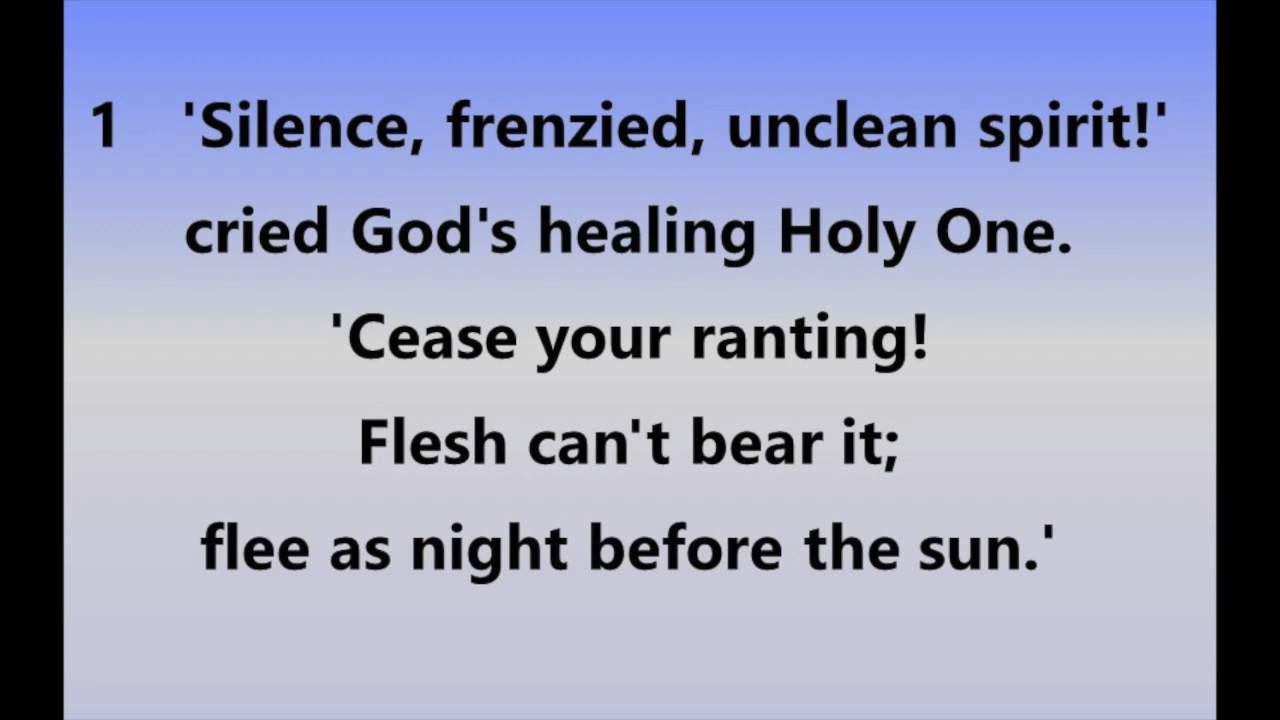 1 'Silence, frenzied, unclean spirit!'
cried God's healing Holy One.
'Cease your ranting!
Flesh can't bear it;
flee as night before the sun.'